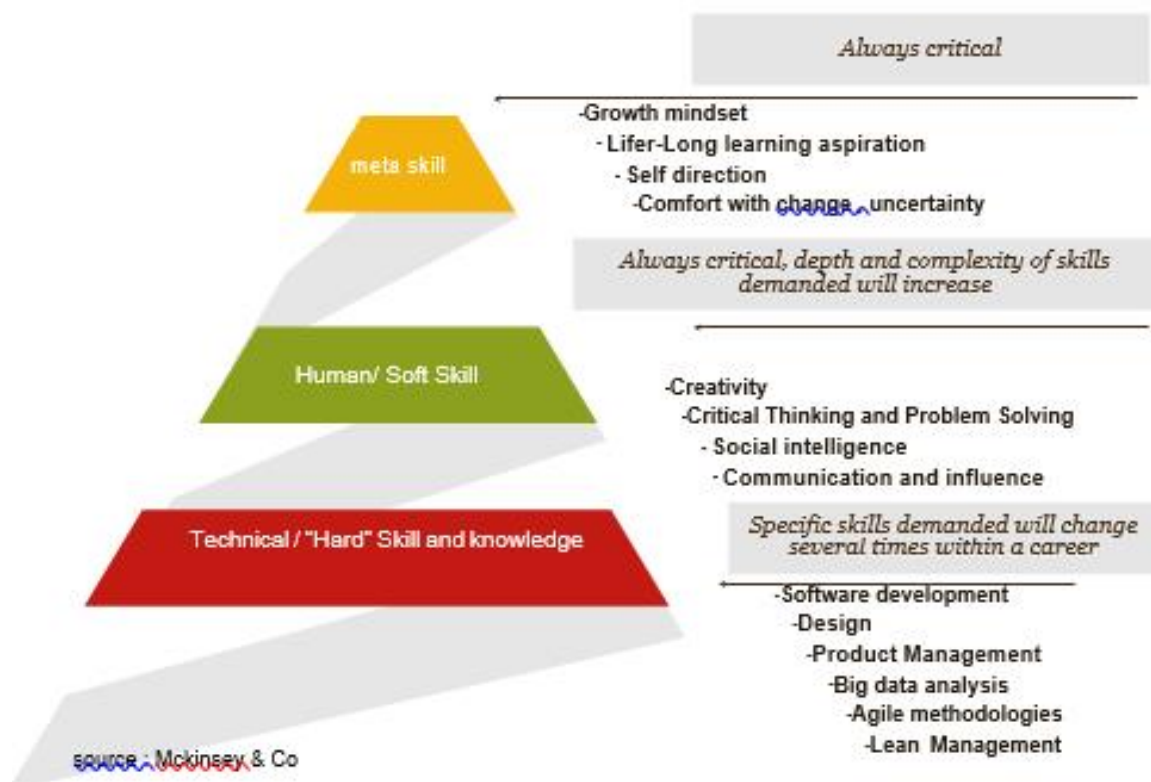 Always critical
-Growth mindset
- Lifer-Long learning aspiration
meta skill
- Self direction
-Comfort with change , uncertainty
Always critical, depth and complexity of skills
demanded will increase
Human/ Soft Skill
-Creativity
-Critical Thinking and Problem Solving
- Social intelligence
- Communication and influence
Technical / "Hard" Skill and knowledge
Specific skills demanded will change
several times within a career
-Software development
-Design
-Product Management
-Big data analysis
-Agile methodologies
-Lean Management
source : Mckinsey & Co